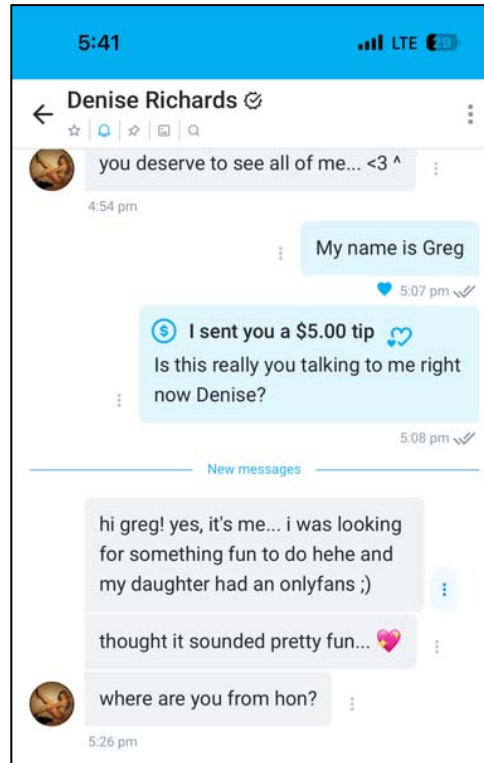 5:41
LTE 29
Denise Richards
you deserve to see all of me... <3 ^
4:54 pm
My name is Greg
5:07 pm
I sent you a $5.00 tip
Is this really you talking to me right
now Denise?
5:08 pm
New messages
hi greg! yes, it's me... i was looking
for something fun to do hehe and
my daughter had an onlyfans ;)
thought it sounded pretty fun... 💖
where are you from hon?
5:26 pm